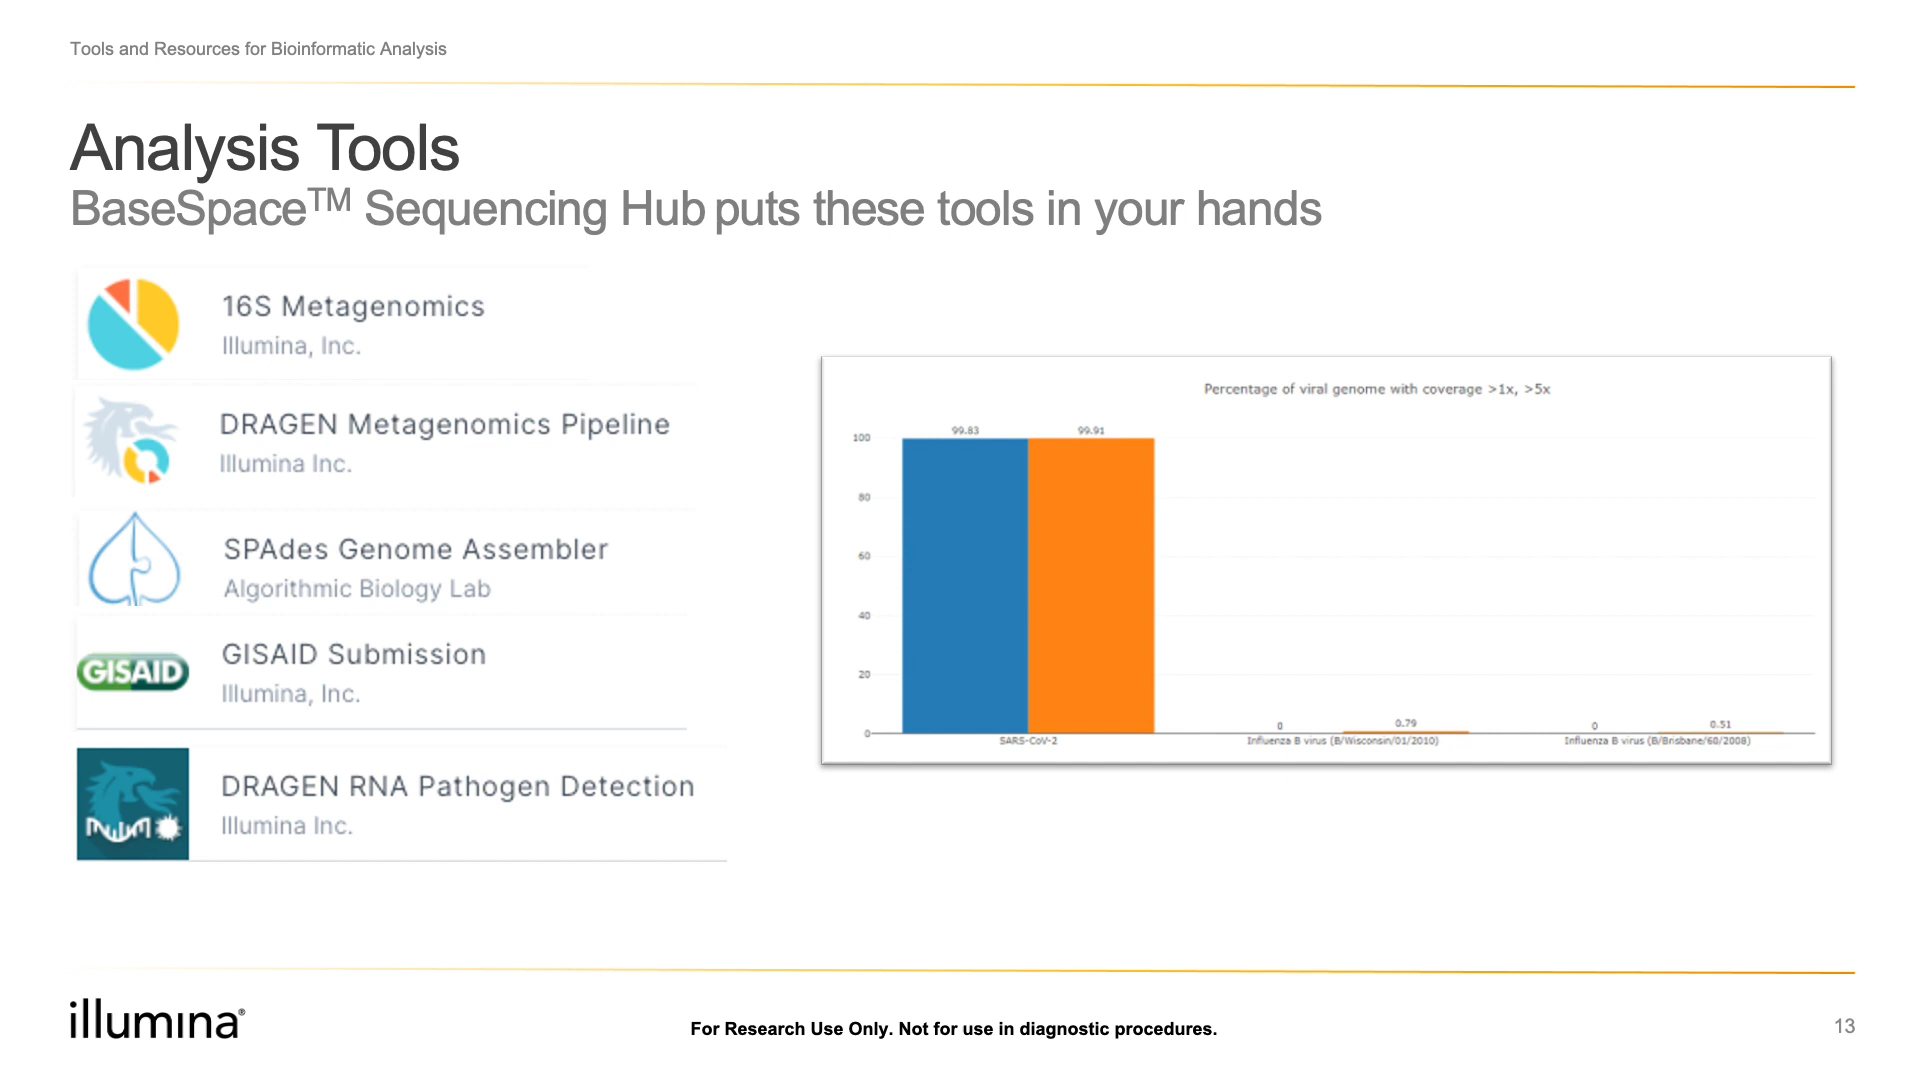 Tools and Resources for Bioinformatic Analysis
Analysis Tools
BaseSpace™ Sequencing Hub puts these tools in your hands
16S Metagenomics
Illumina, Inc.
DRAGEN Metagenomics Pipeline
Illumina Inc.
SPAdes Genome Assembler
Algorithmic Biology Lab
GISAID
GISAID Submission
Illumina, Inc.
DRAGEN RNA Pathogen Detection
Illumina Inc.
Percentage of viral genome with coverage >1x, >5x
99.83 99.91
100
80
60
40
20
0
0 0.79 0 0.51
SARS-CoV-2 Influenza B virus (B/Wisconsin/01/2010) Influenza B virus (B/Brisbane/60/2008)
illumina®
For Research Use Only. Not for use in diagnostic procedures.
13